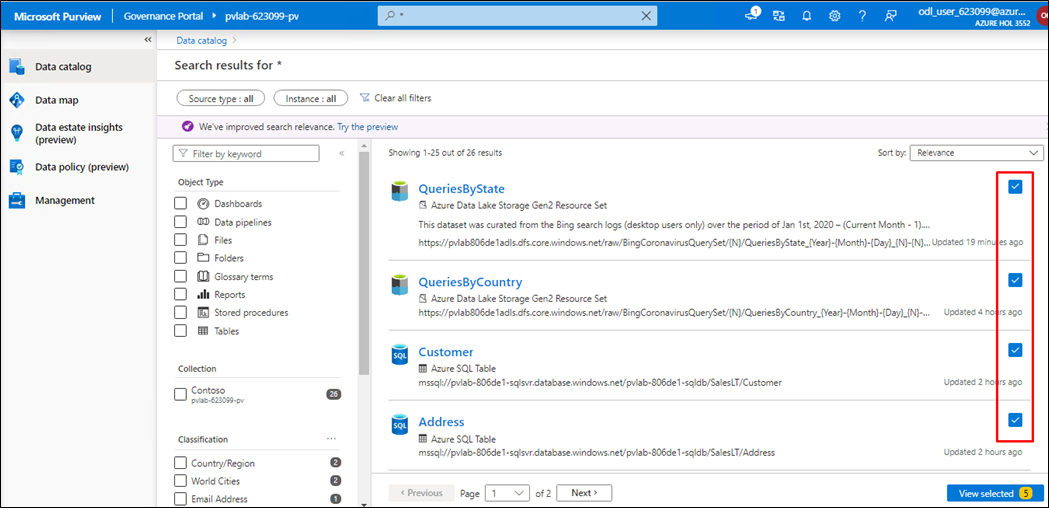 Microsoft Purview | Governance Portal > pvlab-623099-pv
*
1
odl_user_623099@azur...
AZURE HOL 3552
«
Data catalog
Data map
Data estate insights
(preview)
Data policy (preview)
Management
Data catalog >
Search results for *
Source type : all
Instance : all
Clear all filters
We've improved search relevance. Try the preview
Filter by keyword
«
Object Type
Dashboards
Data pipelines
Files
Folders
Glossary terms
Reports
Stored procedures
Tables
Collection
Contoso
pvlab-623099-pv
26
Classification
...
Country/Region 2
World Cities 2
Email Address 1
Showing 1-25 out of 26 results
Sort by: Relevance
QueriesByState
Azure Data Lake Storage Gen2 Resource Set
This dataset was curated from the Bing search logs (desktop users only) over the period of Jan 1st, 2020 – (Current Month - 1)....
https://pvlab806de1adls.dfs.core.windows.net/raw/BingCoronavirusQuerySet/{N}/QueriesByState_{Year}-{Month}-{Day}_{N}-{N}... Updated 19 minutes ago
QueriesByCountry
Azure Data Lake Storage Gen2 Resource Set
https://pvlab806de1adls.dfs.core.windows.net/raw/BingCoronavirusQuerySet/{N}/QueriesByCountry_{Year}-{Month}-{Day}_{N}-... Updated 4 hours ago
Customer
SQL
Azure SQL Table
mssql://pvlab-806de1-sqlsvr.database.windows.net/pvlab-806de1-sqldb/SalesLT/Customer Updated 2 hours ago
Address
SQL
Azure SQL Table
mssql://pvlab-806de1-sqlsvr.database.windows.net/pvlab-806de1-sqldb/SalesLT/Address Updated 2 hours ago
< Previous Page 1 of 2 Next >
View selected 5